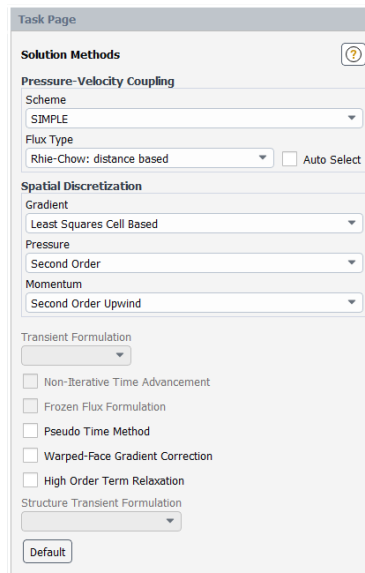 Task Page
Solution Methods
?
Pressure-Velocity Coupling
Scheme
SIMPLE
Flux Type
Rhie-Chow: distance based
Auto Select
Spatial Discretization
Gradient
Least Squares Cell Based
Pressure
Second Order
Momentum
Second Order Upwind
Transient Formulation
Non-Iterative Time Advancement
Frozen Flux Formulation
Pseudo Time Method
Warped-Face Gradient Correction
High Order Term Relaxation
Structure Transient Formulation
Default